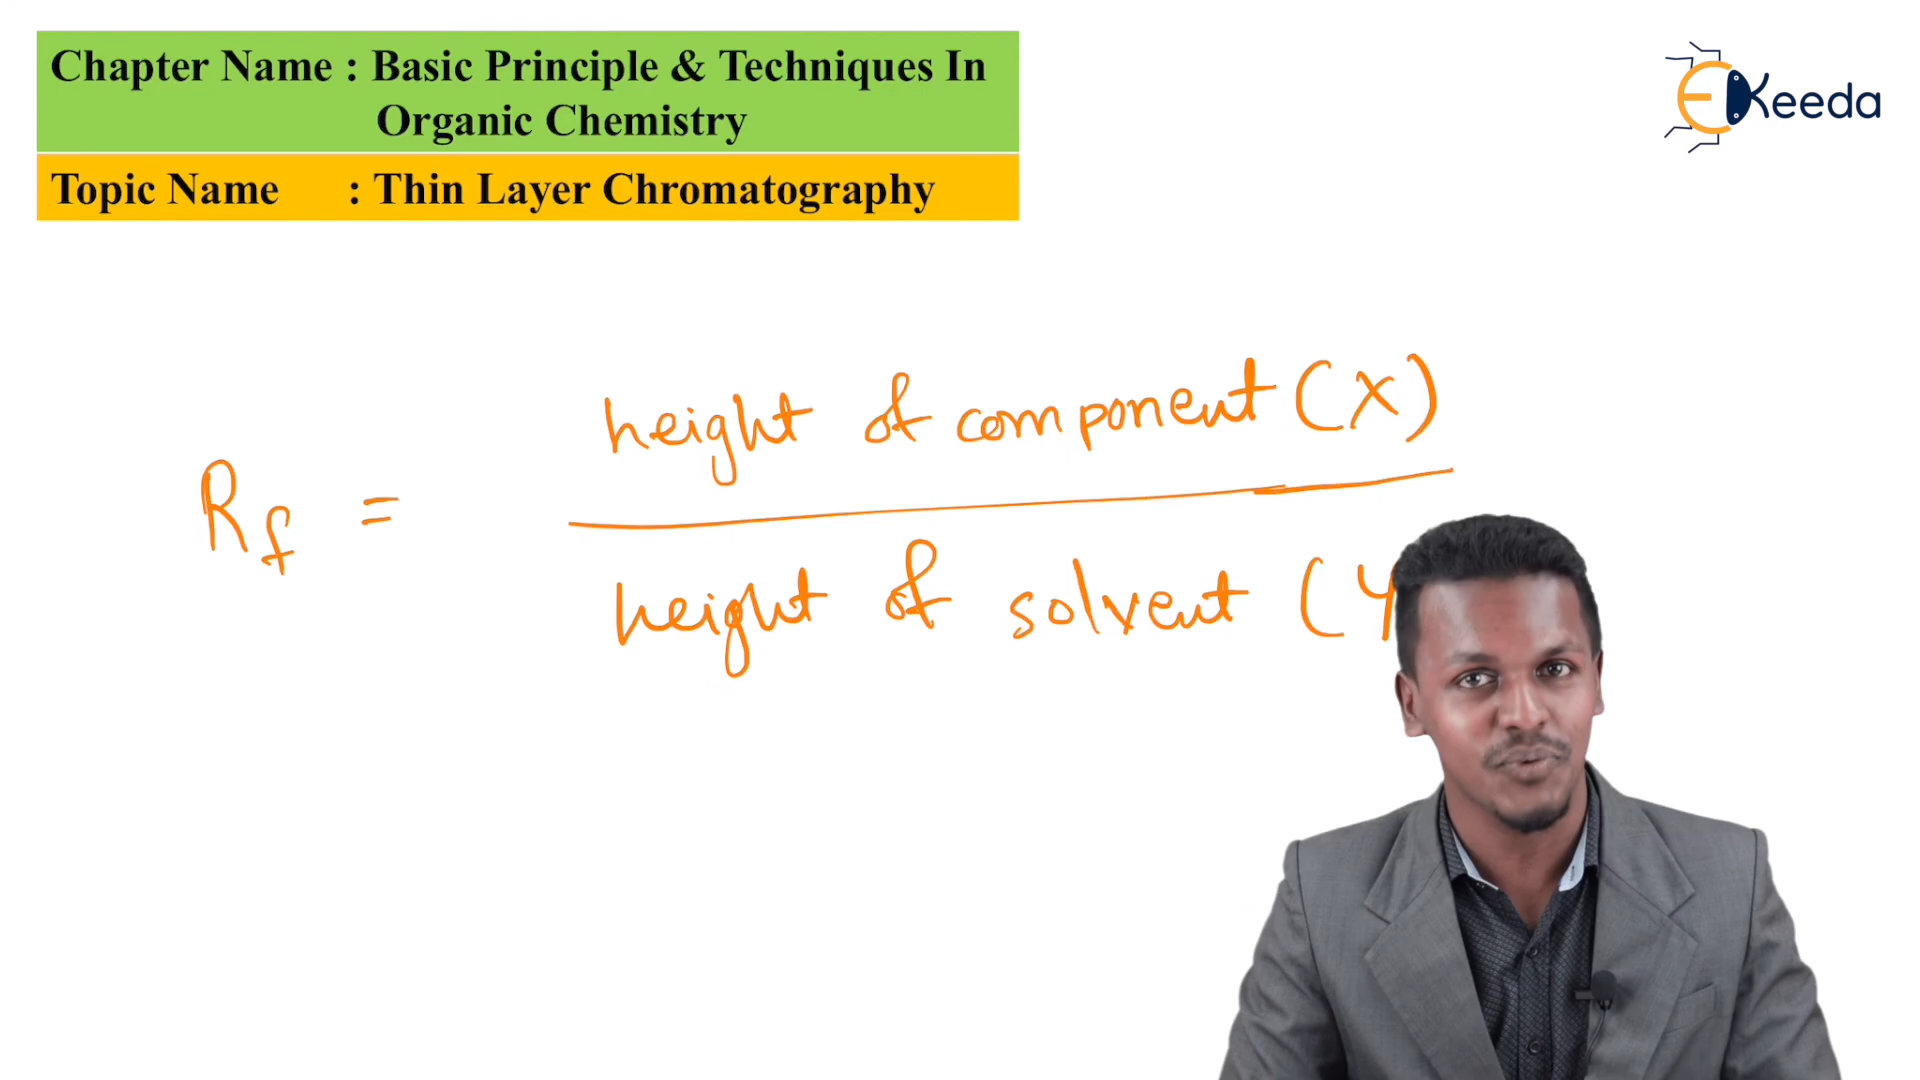 Chapter Name : Basic Principle & Techniques In
Organic Chemistry
Topic Name : Thin Layer Chromatography
EKeeda
height of component (X)
Rf =
height of solvent (Y